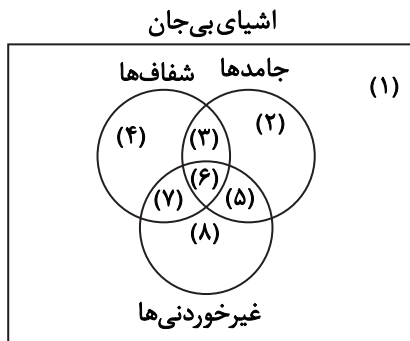 اشیای بی‌جان
جامدها
شفاف‌ها
(۱)
(۲)
(۳)
(۴)
(۶)
(۵)
(۷)
(۸)
غیرخوردنی‌ها